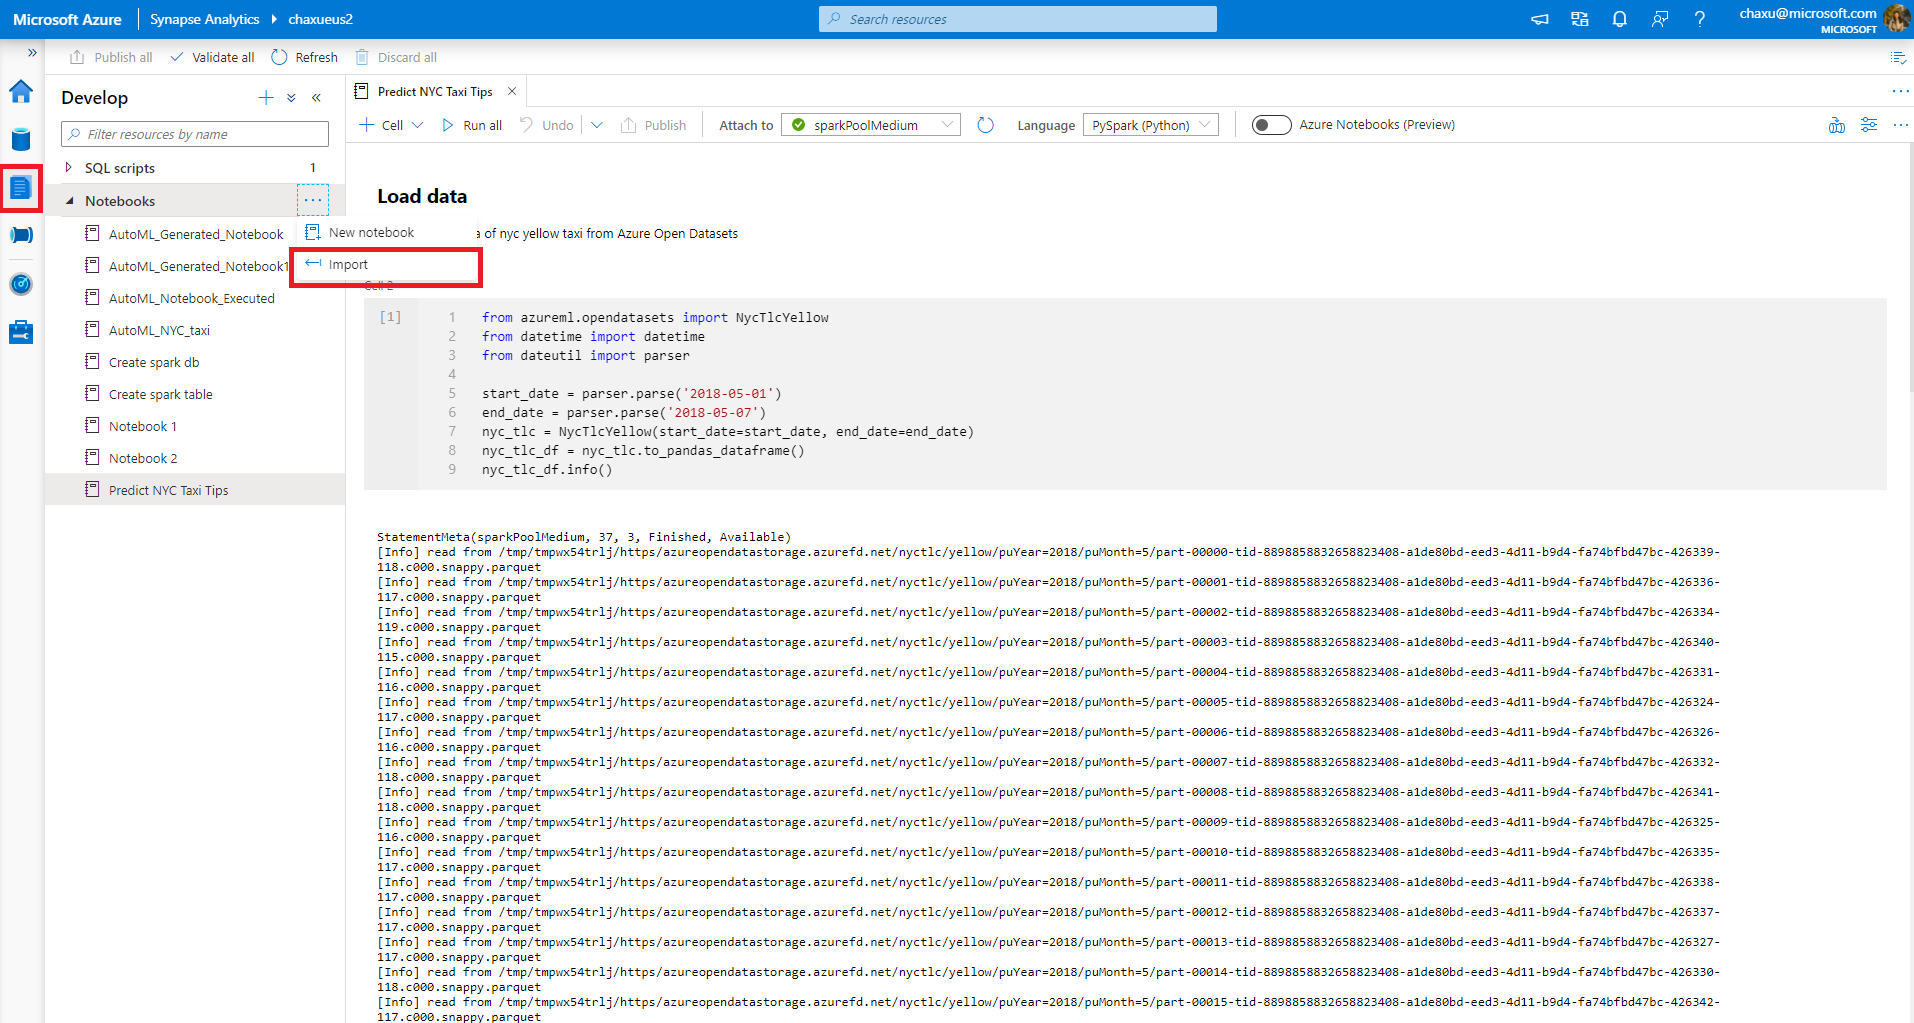 Microsoft Azure
Synapse Analytics
chaxueus2
Search resources
chaxu@microsoft.com
MICROSOFT
Publish all
Validate all
Refresh
Discard all
Develop
Filter resources by name
SQL scripts 1
Notebooks
AutoML_Generated_Notebook
AutoML_Generated_Notebook1
AutoML_Notebook_Executed
AutoML_NYC_taxi
Create spark db
Create spark table
Notebook 1
Notebook 2
Predict NYC Taxi Tips
New notebook
Import
Predict NYC Taxi Tips
Cell
Run all
Undo
Publish
Attach to
sparkPoolMedium
Language
PySpark (Python)
Azure Notebooks (Preview)
Load data
a of nyc yellow taxi from Azure Open Datasets
Cell 2
[1]
1 from azureml.opendatasets import NycTlcYellow
2 from datetime import datetime
3 from dateutil import parser
4
5 start_date = parser.parse('2018-05-01')
6 end_date = parser.parse('2018-05-07')
7 nyc_tlc = NycTlcYellow(start_date=start_date, end_date=end_date)
8 nyc_tlc_df = nyc_tlc.to_pandas_dataframe()
9 nyc_tlc_df.info()
StatementMeta(sparkPoolMedium, 37, 3, Finished, Available)
[Info] read from /tmp/tmpwx54trlj/https/azureopendatastorage.azurefd.net/nyctlc/yellow/puYear=2018/puMonth=5/part-00000-tid-8898858832658823408-a1de80bd-eed3-4d11-b9d4-fa74bfbd47bc-426339-
118.c000.snappy.parquet
[Info] read from /tmp/tmpwx54trlj/https/azureopendatastorage.azurefd.net/nyctlc/yellow/puYear=2018/puMonth=5/part-00001-tid-8898858832658823408-a1de80bd-eed3-4d11-b9d4-fa74bfbd47bc-426336-
117.c000.snappy.parquet
[Info] read from /tmp/tmpwx54trlj/https/azureopendatastorage.azurefd.net/nyctlc/yellow/puYear=2018/puMonth=5/part-00002-tid-8898858832658823408-a1de80bd-eed3-4d11-b9d4-fa74bfbd47bc-426334-
119.c000.snappy.parquet
[Info] read from /tmp/tmpwx54trlj/https/azureopendatastorage.azurefd.net/nyctlc/yellow/puYear=2018/puMonth=5/part-00003-tid-8898858832658823408-a1de80bd-eed3-4d11-b9d4-fa74bfbd47bc-426340-
115.c000.snappy.parquet
[Info] read from /tmp/tmpwx54trlj/https/azureopendatastorage.azurefd.net/nyctlc/yellow/puYear=2018/puMonth=5/part-00004-tid-8898858832658823408-a1de80bd-eed3-4d11-b9d4-fa74bfbd47bc-426331-
116.c000.snappy.parquet
[Info] read from /tmp/tmpwx54trlj/https/azureopendatastorage.azurefd.net/nyctlc/yellow/puYear=2018/puMonth=5/part-00005-tid-8898858832658823408-a1de80bd-eed3-4d11-b9d4-fa74bfbd47bc-426324-
117.c000.snappy.parquet
[Info] read from /tmp/tmpwx54trlj/https/azureopendatastorage.azurefd.net/nyctlc/yellow/puYear=2018/puMonth=5/part-00006-tid-8898858832658823408-a1de80bd-eed3-4d11-b9d4-fa74bfbd47bc-426326-
116.c000.snappy.parquet
[Info] read from /tmp/tmpwx54trlj/https/azureopendatastorage.azurefd.net/nyctlc/yellow/puYear=2018/puMonth=5/part-00007-tid-8898858832658823408-a1de80bd-eed3-4d11-b9d4-fa74bfbd47bc-426332-
118.c000.snappy.parquet
[Info] read from /tmp/tmpwx54trlj/https/azureopendatastorage.azurefd.net/nyctlc/yellow/puYear=2018/puMonth=5/part-00008-tid-8898858832658823408-a1de80bd-eed3-4d11-b9d4-fa74bfbd47bc-426341-
118.c000.snappy.parquet
[Info] read from /tmp/tmpwx54trlj/https/azureopendatastorage.azurefd.net/nyctlc/yellow/puYear=2018/puMonth=5/part-00009-tid-8898858832658823408-a1de80bd-eed3-4d11-b9d4-fa74bfbd47bc-426325-
116.c000.snappy.parquet
[Info] read from /tmp/tmpwx54trlj/https/azureopendatastorage.azurefd.net/nyctlc/yellow/puYear=2018/puMonth=5/part-00010-tid-8898858832658823408-a1de80bd-eed3-4d11-b9d4-fa74bfbd47bc-426335-
117.c000.snappy.parquet
[Info] read from /tmp/tmpwx54trlj/https/azureopendatastorage.azurefd.net/nyctlc/yellow/puYear=2018/puMonth=5/part-00011-tid-8898858832658823408-a1de80bd-eed3-4d11-b9d4-fa74bfbd47bc-426338-
117.c000.snappy.parquet
[Info] read from /tmp/tmpwx54trlj/https/azureopendatastorage.azurefd.net/nyctlc/yellow/puYear=2018/puMonth=5/part-00012-tid-8898858832658823408-a1de80bd-eed3-4d11-b9d4-fa74bfbd47bc-426337-
117.c000.snappy.parquet
[Info] read from /tmp/tmpwx54trlj/https/azureopendatastorage.azurefd.net/nyctlc/yellow/puYear=2018/puMonth=5/part-00013-tid-8898858832658823408-a1de80bd-eed3-4d11-b9d4-fa74bfbd47bc-426327-
117.c000.snappy.parquet
[Info] read from /tmp/tmpwx54trlj/https/azureopendatastorage.azurefd.net/nyctlc/yellow/puYear=2018/puMonth=5/part-00014-tid-8898858832658823408-a1de80bd-eed3-4d11-b9d4-fa74bfbd47bc-426330-
118.c000.snappy.parquet
[Info] read from /tmp/tmpwx54trlj/https/azureopendatastorage.azurefd.net/nyctlc/yellow/puYear=2018/puMonth=5/part-00015-tid-8898858832658823408-a1de80bd-eed3-4d11-b9d4-fa74bfbd47bc-426342-
117.c000.snappy.parquet